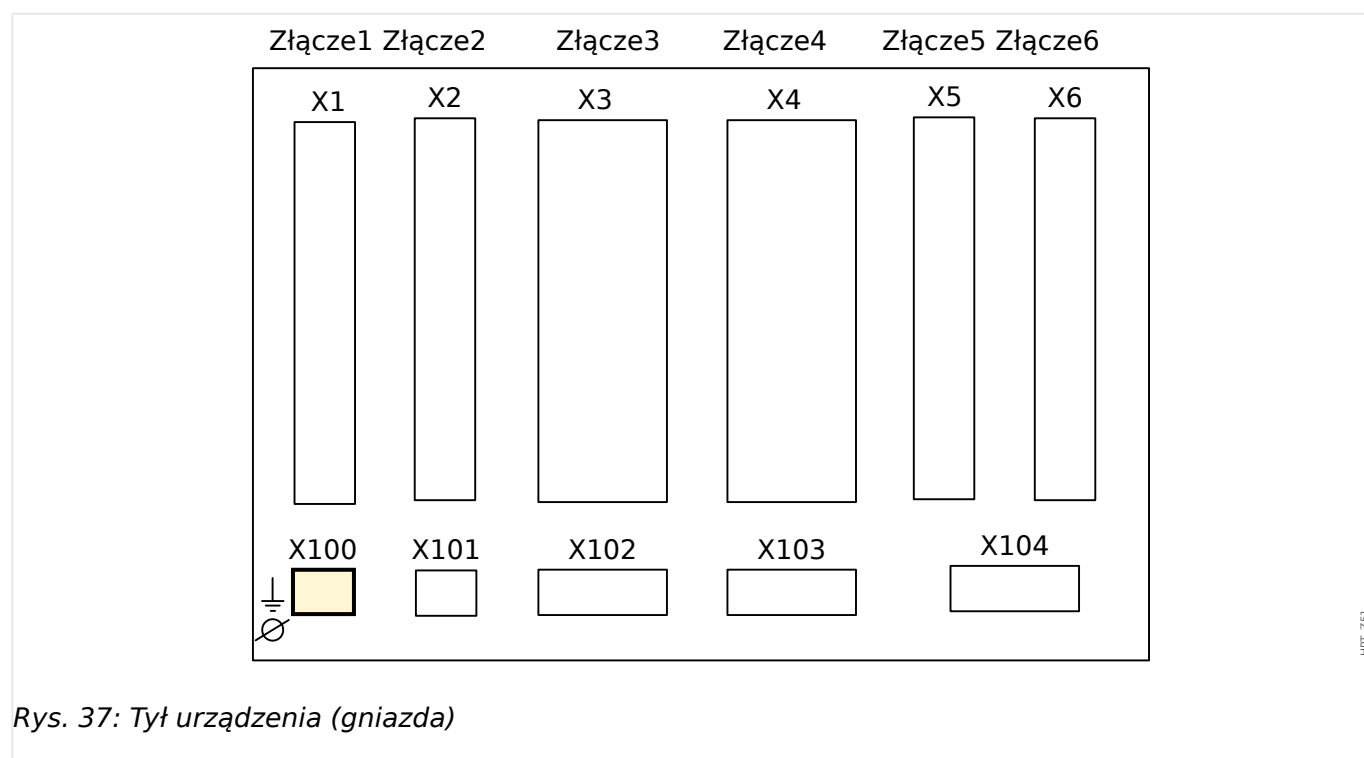 Złącze1 Złącze2 Złącze3 Złącze4 Złącze5 Złącze6
X1 X2 X3 X4 X5 X6
X100 X101 X102 X103 X104
Rys. 37: Tył urządzenia (gniazda)